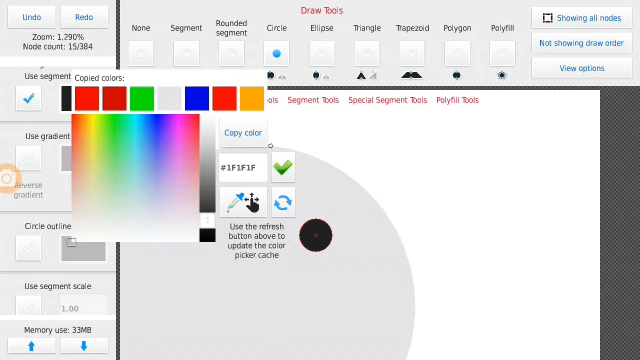 Undo
Redo
Zoom: 1,290%
Node count: 15/384
Draw Tools
None
Segment
Rounded segment
Circle
Ellipse
Triangle
Trapezoid
Polygon
Polyfill
Showing all nodes
Not showing draw order
View options
Use segment
Copied colors:
Segment Tools
Special Segment Tools
Polyfill Tools
Use gradient
Copy color
#1F1F1F
Reverse gradient
Circle outline
Use the refresh
button above to
update the color
picker cache
Use segment scale
1.00
Memory use: 33MB